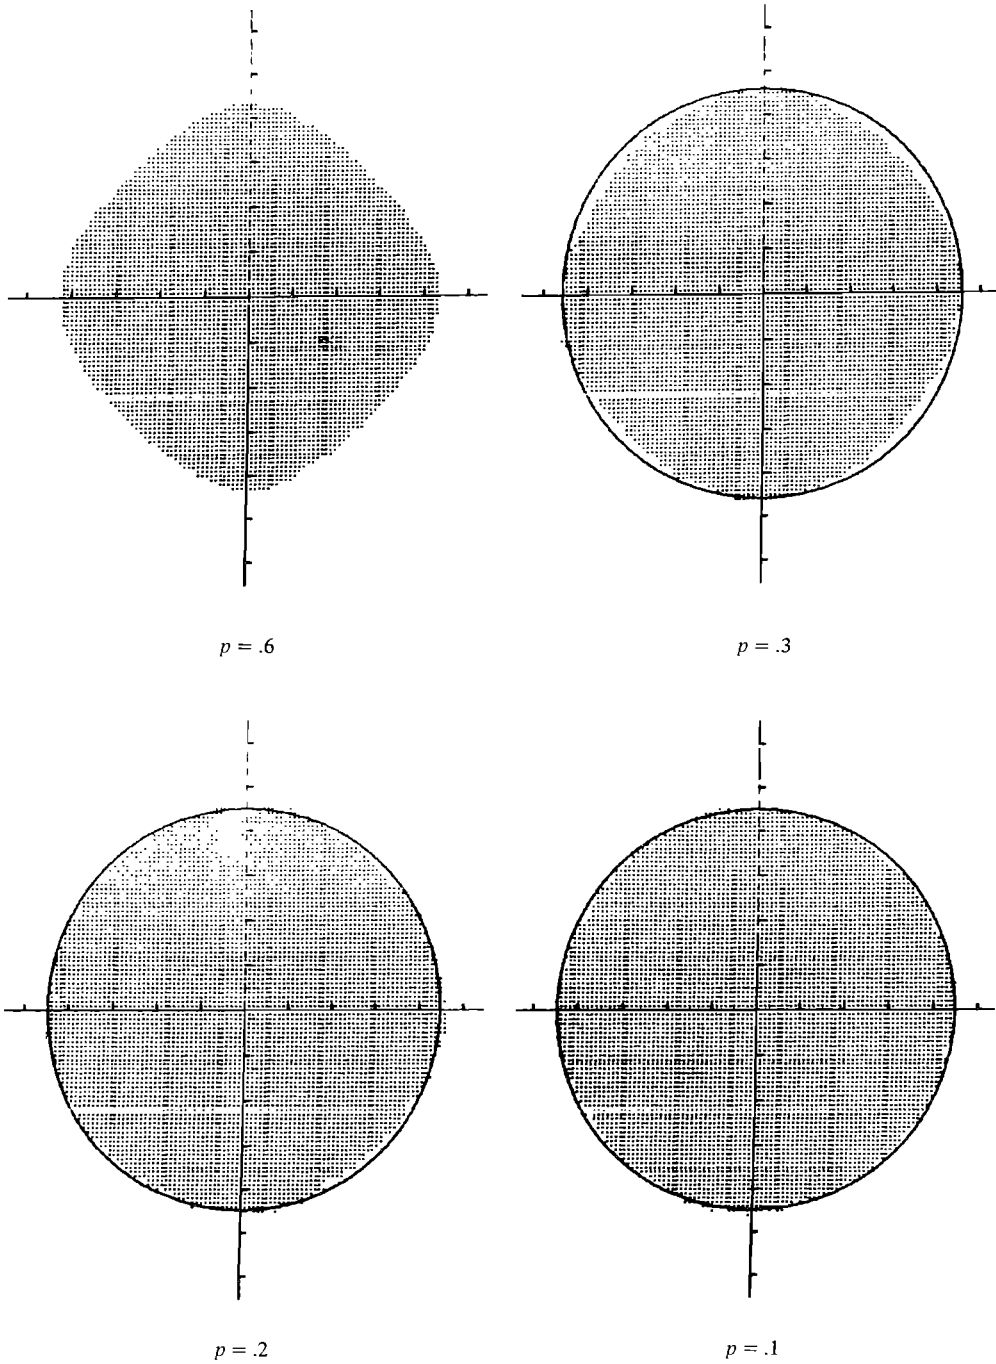 p = .6
p = .3
p = .2
p = .1